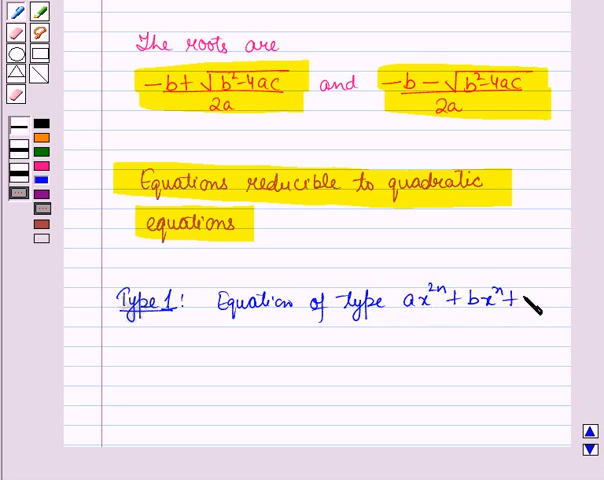 The roots are
-b + √b²-4ac / 2a and -b - √b²-4ac / 2a
Equations reducible to quadratic
equations
Type 1: Equation of type ax²ⁿ + bxⁿ +